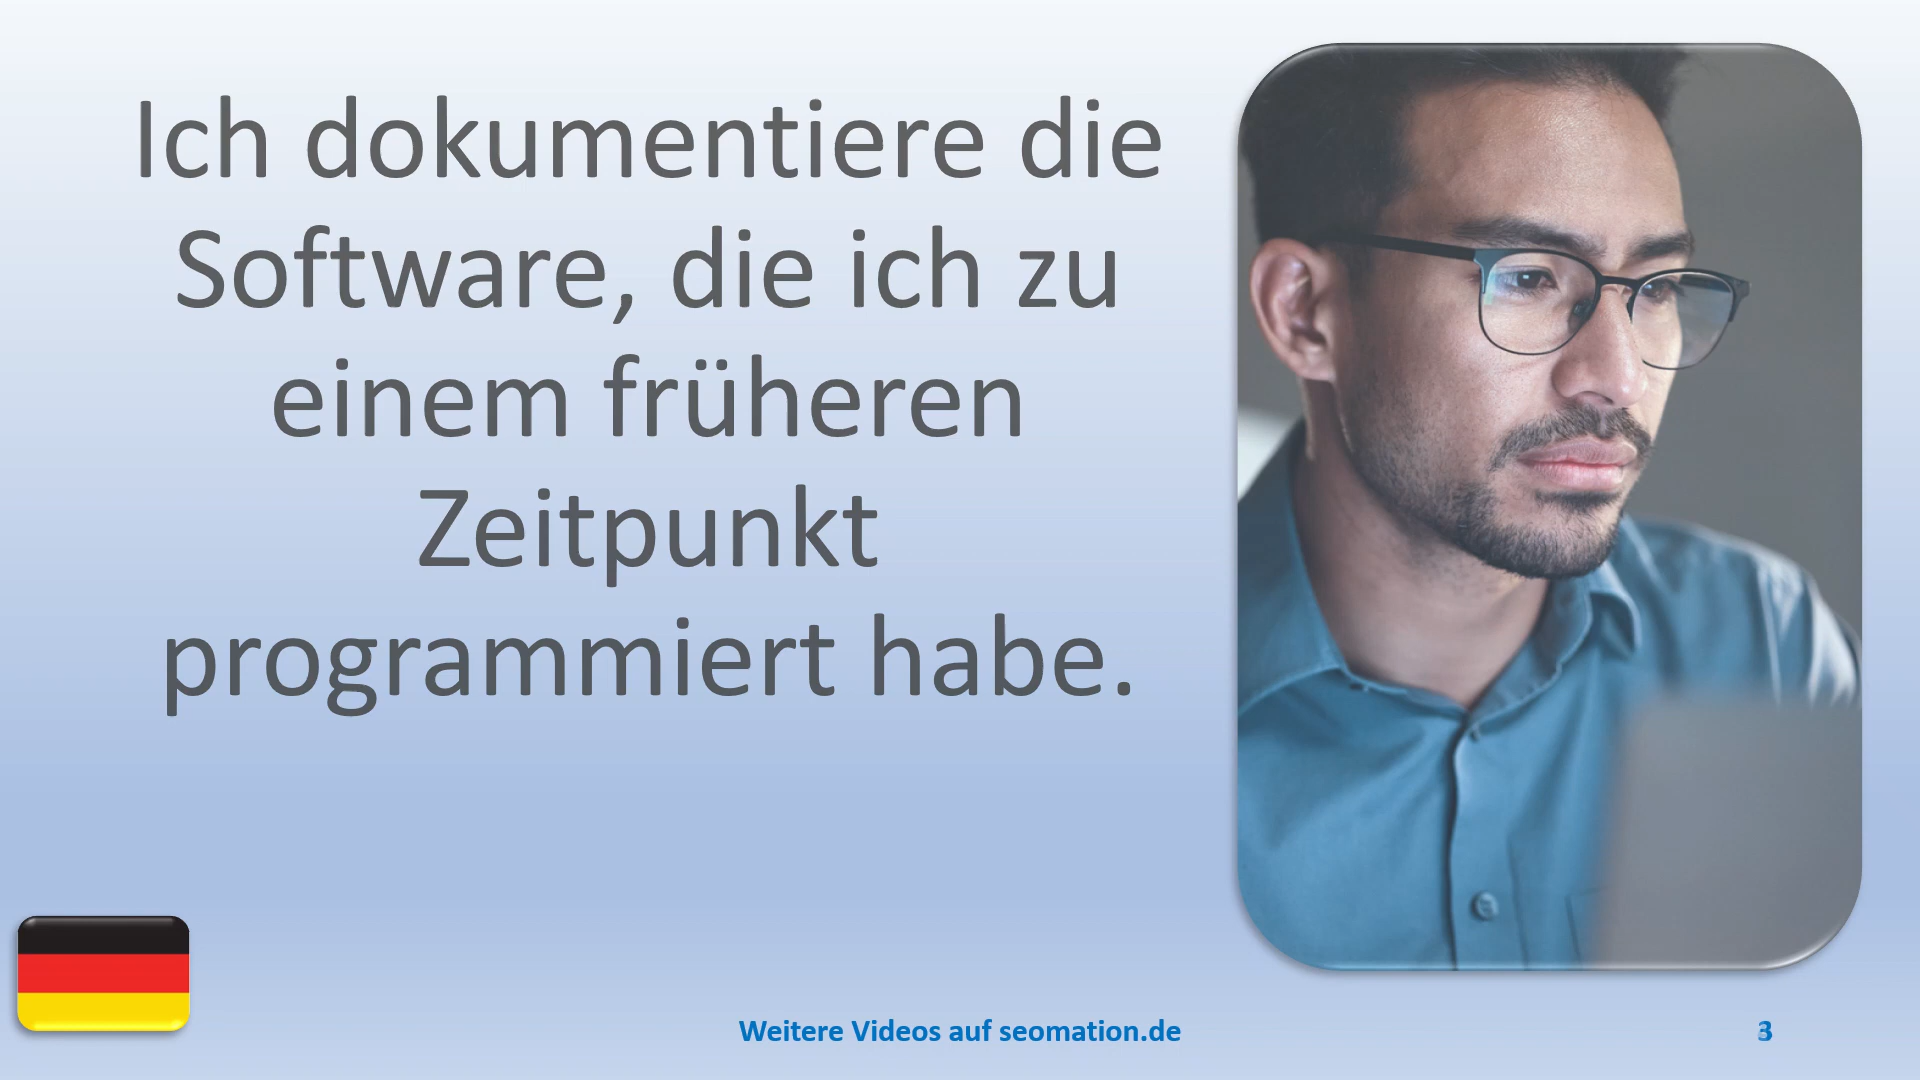 Ich dokumentiere die
Software, die ich zu
einem früheren
Zeitpunkt
programmiert habe.
Weitere Videos auf seomation.de
3